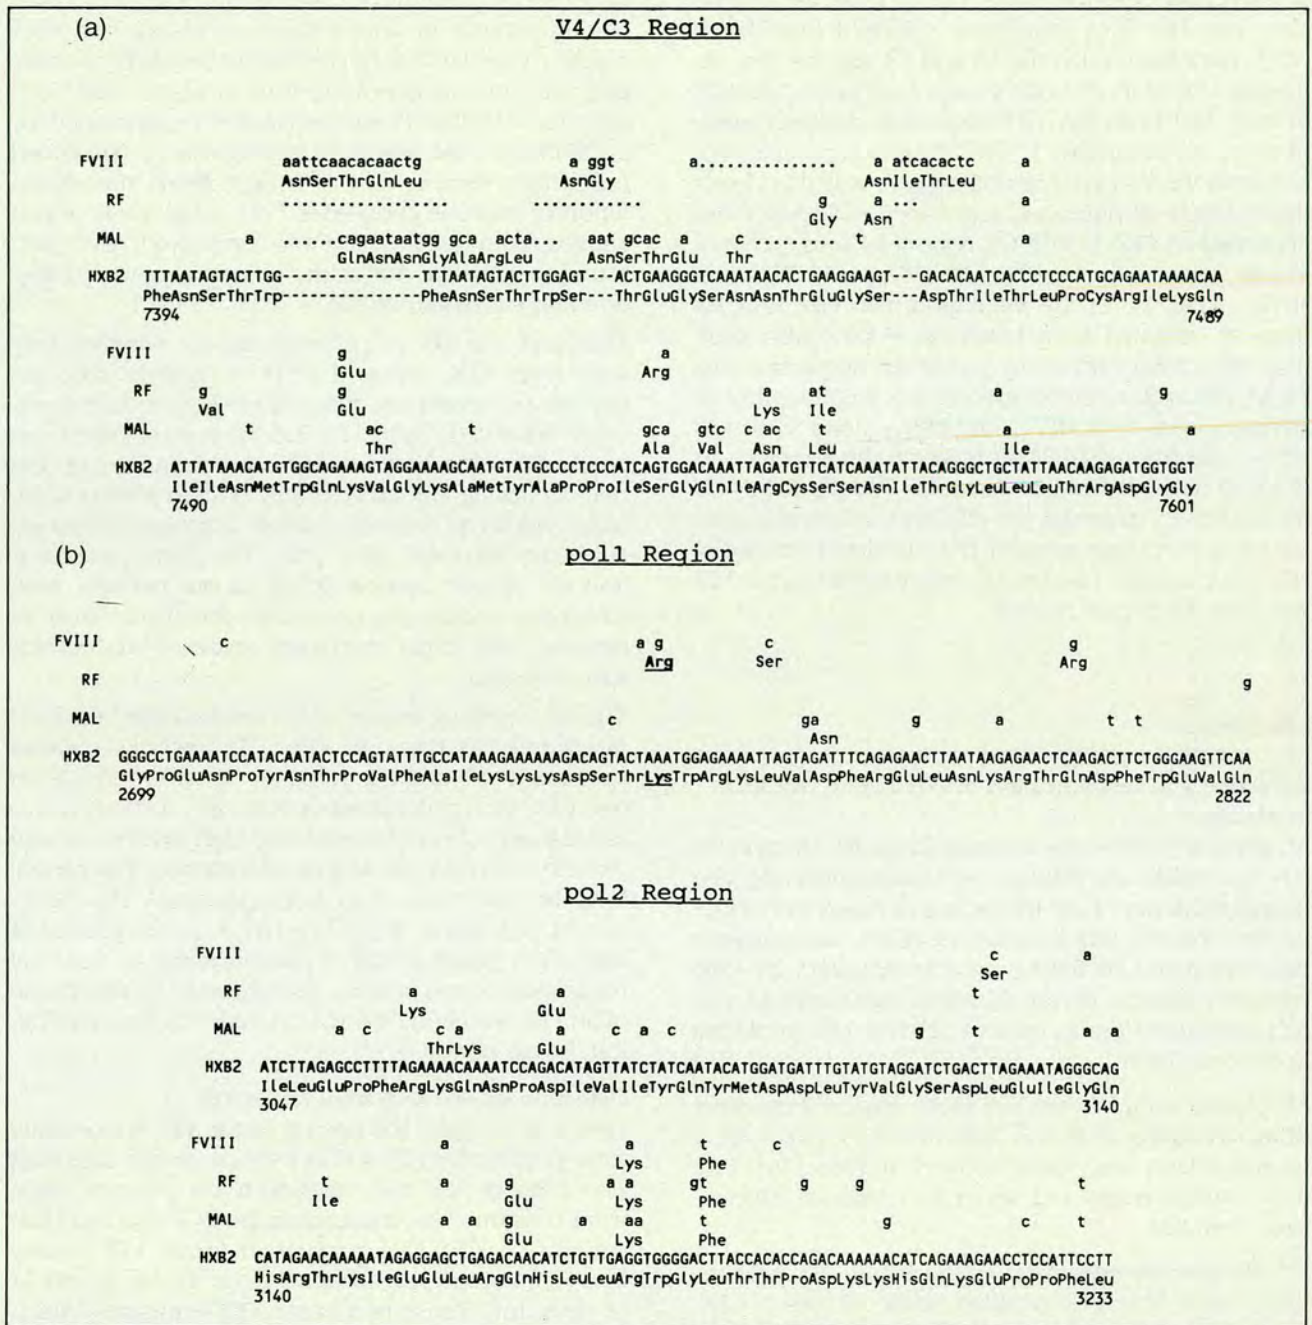 (a)
V4/C3 Region
FVIII aattcaacacaactg a ggt a............... a atcacactc a
AsnSerThrGlnLeu AsnGly AsnIleThrLeu
RF .................. ............ g a ... a
Gly Asn
MAL a ......cagaataatgg gca acta... aat gcac a c .......... t .......... a
GlnAsnAsnGlyAlaArgLeu AsnSerThrGlu Thr
HXB2 TTTAATAGTACTTGG---------------TTTAATAGTACTTGGAGT---ACTGAAGGGTCAAATAACACTGAAGGAAGT---GACACAATCACCCTCCCATGCAGAATAAAACAA
PheAsnSerThrTrp---------------PheAsnSerThrTrpSer---ThrGluGlySerAsnAsnThrGluGlySer---AspThrIleThrLeuProCysArgIleLysGln
7394 7489
FVIII g a
Glu Arg
RF g g a at a g
Val Glu Lys Ile
MAL t ac t gca gtc c ac t a a
Thr Ala Val Asn Leu Ile
HXB2 ATTATAAACATGTGGCAGAAAGTAGGAAAAGCAATGTATGCCCCTCCCATCAGTGGACAAATTAGATGTTCATCAAATATTACAGGGCTGCTATTAACAAGAGATGGTGGT
IleIleAsnMetTrpGlnLysValGlyLysAlaMetTyrAlaProProIleSerGlyGlnIleArgCysSerSerAsnIleThrGlyLeuLeuLeuThrArgAspGlyGly
7490 7601
(b)
pol1 Region
FVIII c a g c g
Arg Ser Arg
RF g
MAL c ga g a t t
Asn
HXB2 GGGCCTGAAAATCCATACAATACTCCAGTATTTGCCATAAAGAAAAAAGACAGTACTAAATGGAGAAAATTAGTAGATTTCAGAGAACTTAATAAGAGAACTCAAGACTTCTGGGAAGTTCAA
GlyProGluAsnProTyrAsnThrProValPheAlaIleLysLysLysAspSerThrLysTrpArgLysLeuValAspPheArgGluLeuAsnLysArgThrGlnAspPheTrpGluValGln
2699 2822
pol2 Region
FVIII c a
Ser
RF a a t
Lys Glu
MAL a c c a a c a c g t a a
ThrLys Glu
HXB2 ATCTTAGAGCCTTTTAGAAAACAAAATCCAGACATAGTTATCTATCAATACATGGATGATTTGTATGTAGGATCTGACTTAGAAATAGGGCAG
IleLeuGluProPheArgLysGlnAsnProAspIleValIleTyrGlnTyrMetAspAspLeuTyrValGlySerAspLeuGluIleGlyGln
3047 3140
FVIII a a t c
Lys Phe
RF t a g a a gt g g t
Ile Glu Lys Phe
MAL a a g a aa t g c t
Glu Lys Phe
HXB2 CATAGAACAAAAATAGAGGAGCTGAGACAACATCTGTTGAGGTGGGGACTTACCACACCAGACAAAAAACATCAGAAAGAACCTCCATTCCTT
HisArgThrLysIleGluGluLeuArgGlnHisLeuLeuArgTrpGlyLeuThrThrProAspLysLysHisGlnLysGluProProPheLeu
3140 3233